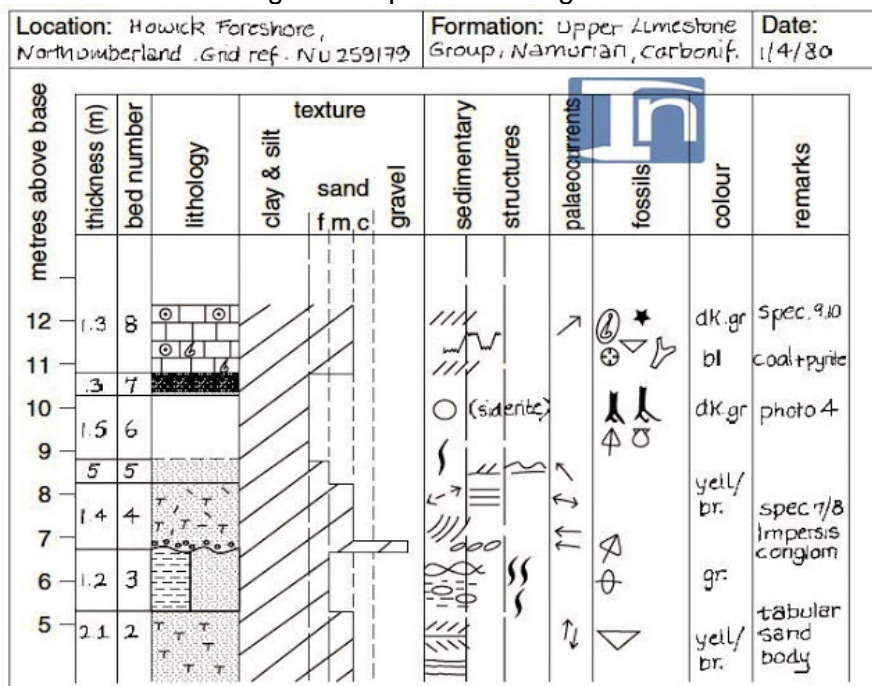 Location: Howick Foreshore,
Northumberland. Grid ref. NU 259179
Formation: Upper Limestone
Group, Namurian, Carbonif.
Date:
1/4/80
metres above base
thickness (m)
bed number
lithology
texture
clay & silt
sand
f m c
gravel
sedimentary
structures
palaeocurrents
fossils
colour
remarks
12
11
10
9
8
7
6
5
1.3 8
.3 7
1.5 6
5 5
1.4 4
1.2 3
2.1 2
(siderite)
dk.gr
bl
dk.gr
yell/
br.
gr.
yell/
br.
spec. 9,10
coal+pyrite
photo 4
spec 7/8
Impersis
conglom
tabular
sand
body